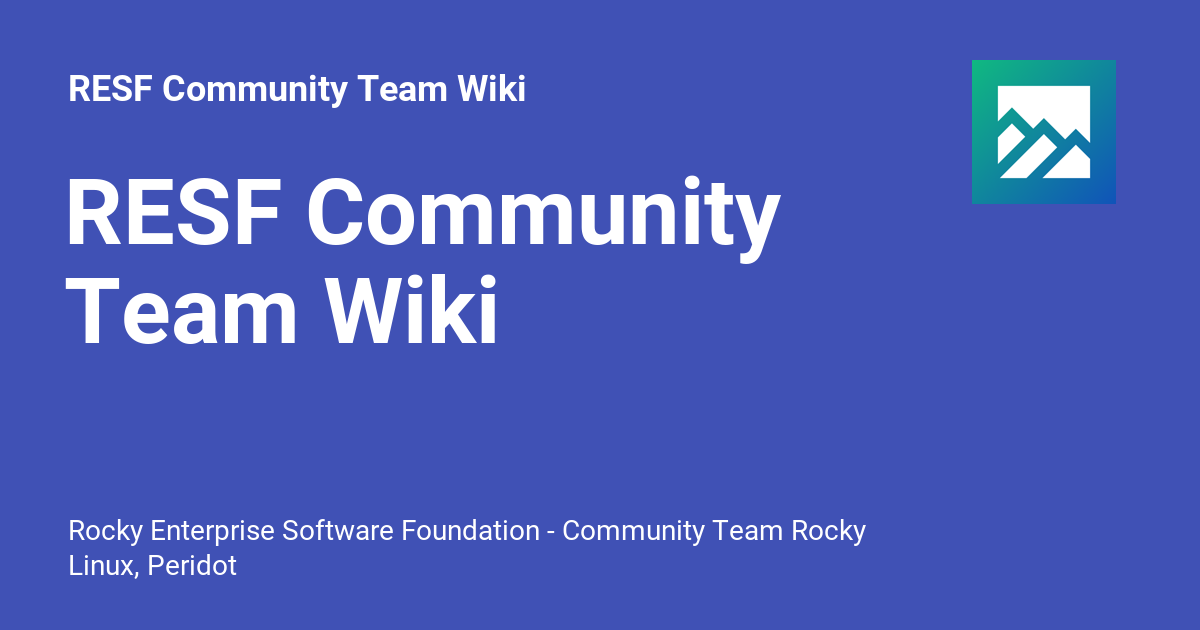 RESF Community Team Wiki
RESF Community
Team Wiki
Rocky Enterprise Software Foundation - Community Team Rocky
Linux, Peridot